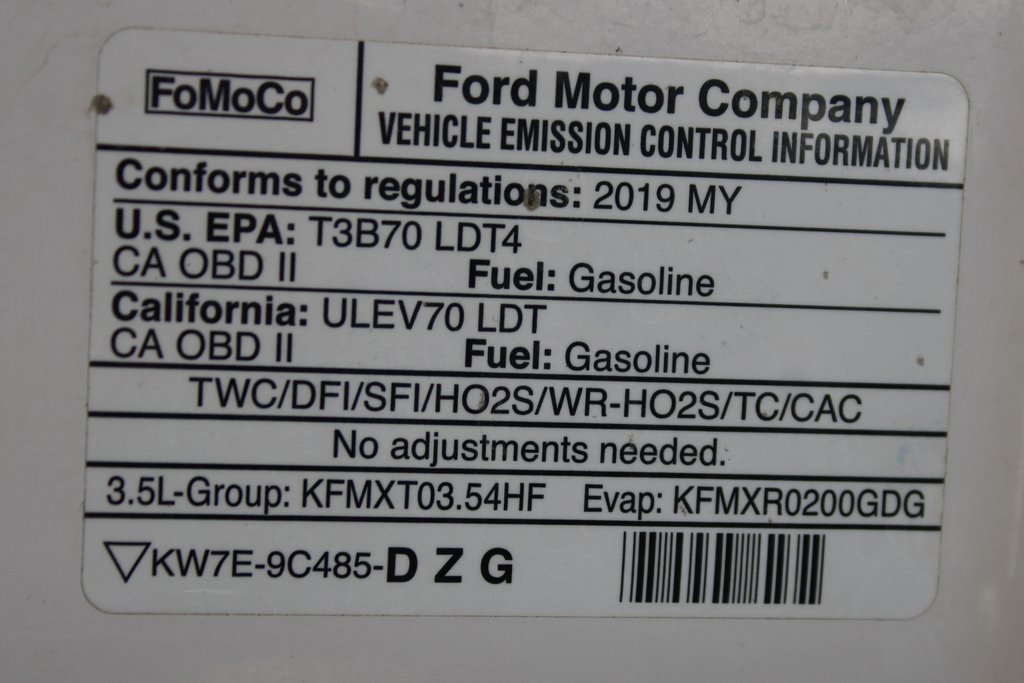 FoMoCo
Ford Motor Company
VEHICLE EMISSION CONTROL INFORMATION
Conforms to regulations: 2019 MY
U.S. EPA: T3B70 LDT4
CA OBD II Fuel: Gasoline
California: ULEV70 LDT
CA OBD II Fuel: Gasoline
TWC/DFI/SFI/HO2S/WR-HO2S/TC/CAC
No adjustments needed.
3.5L-Group: KFMXT03.54HF Evap: KFMXR0200GDG
▽KW7E-9C485-D Z G